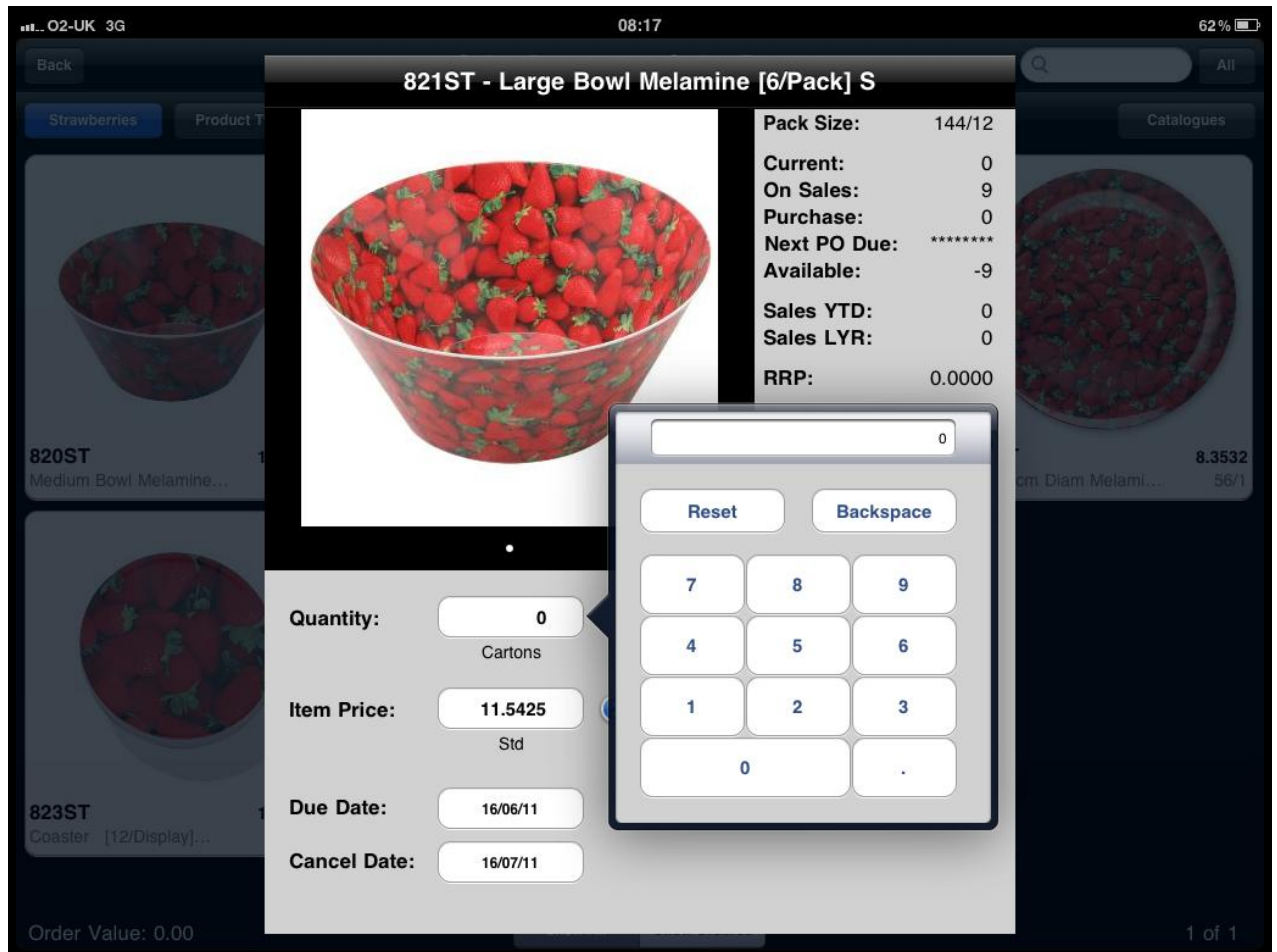 O2-UK 3G 08:17 62%
Back All
821ST - Large Bowl Melamine [6/Pack] S
Strawberries Product T Catalogues
Pack Size: 144/12
Current: 0
On Sales: 9
Purchase: 0
Next PO Due: ********
Available: -9
Sales YTD: 0
Sales LYR: 0
RRP: 0.0000
820ST 1
Medium Bowl Melamine...
8.3532
cm Diam Melami... 56/1
0
Reset Backspace
7 8 9
4 5 6
1 2 3
0 .
Quantity: 0
Cartons
Item Price: 11.5425
Std
Due Date: 16/06/11
Cancel Date: 16/07/11
823ST 1
Coaster [12/Display]...
Order Value: 0.00 1 of 1